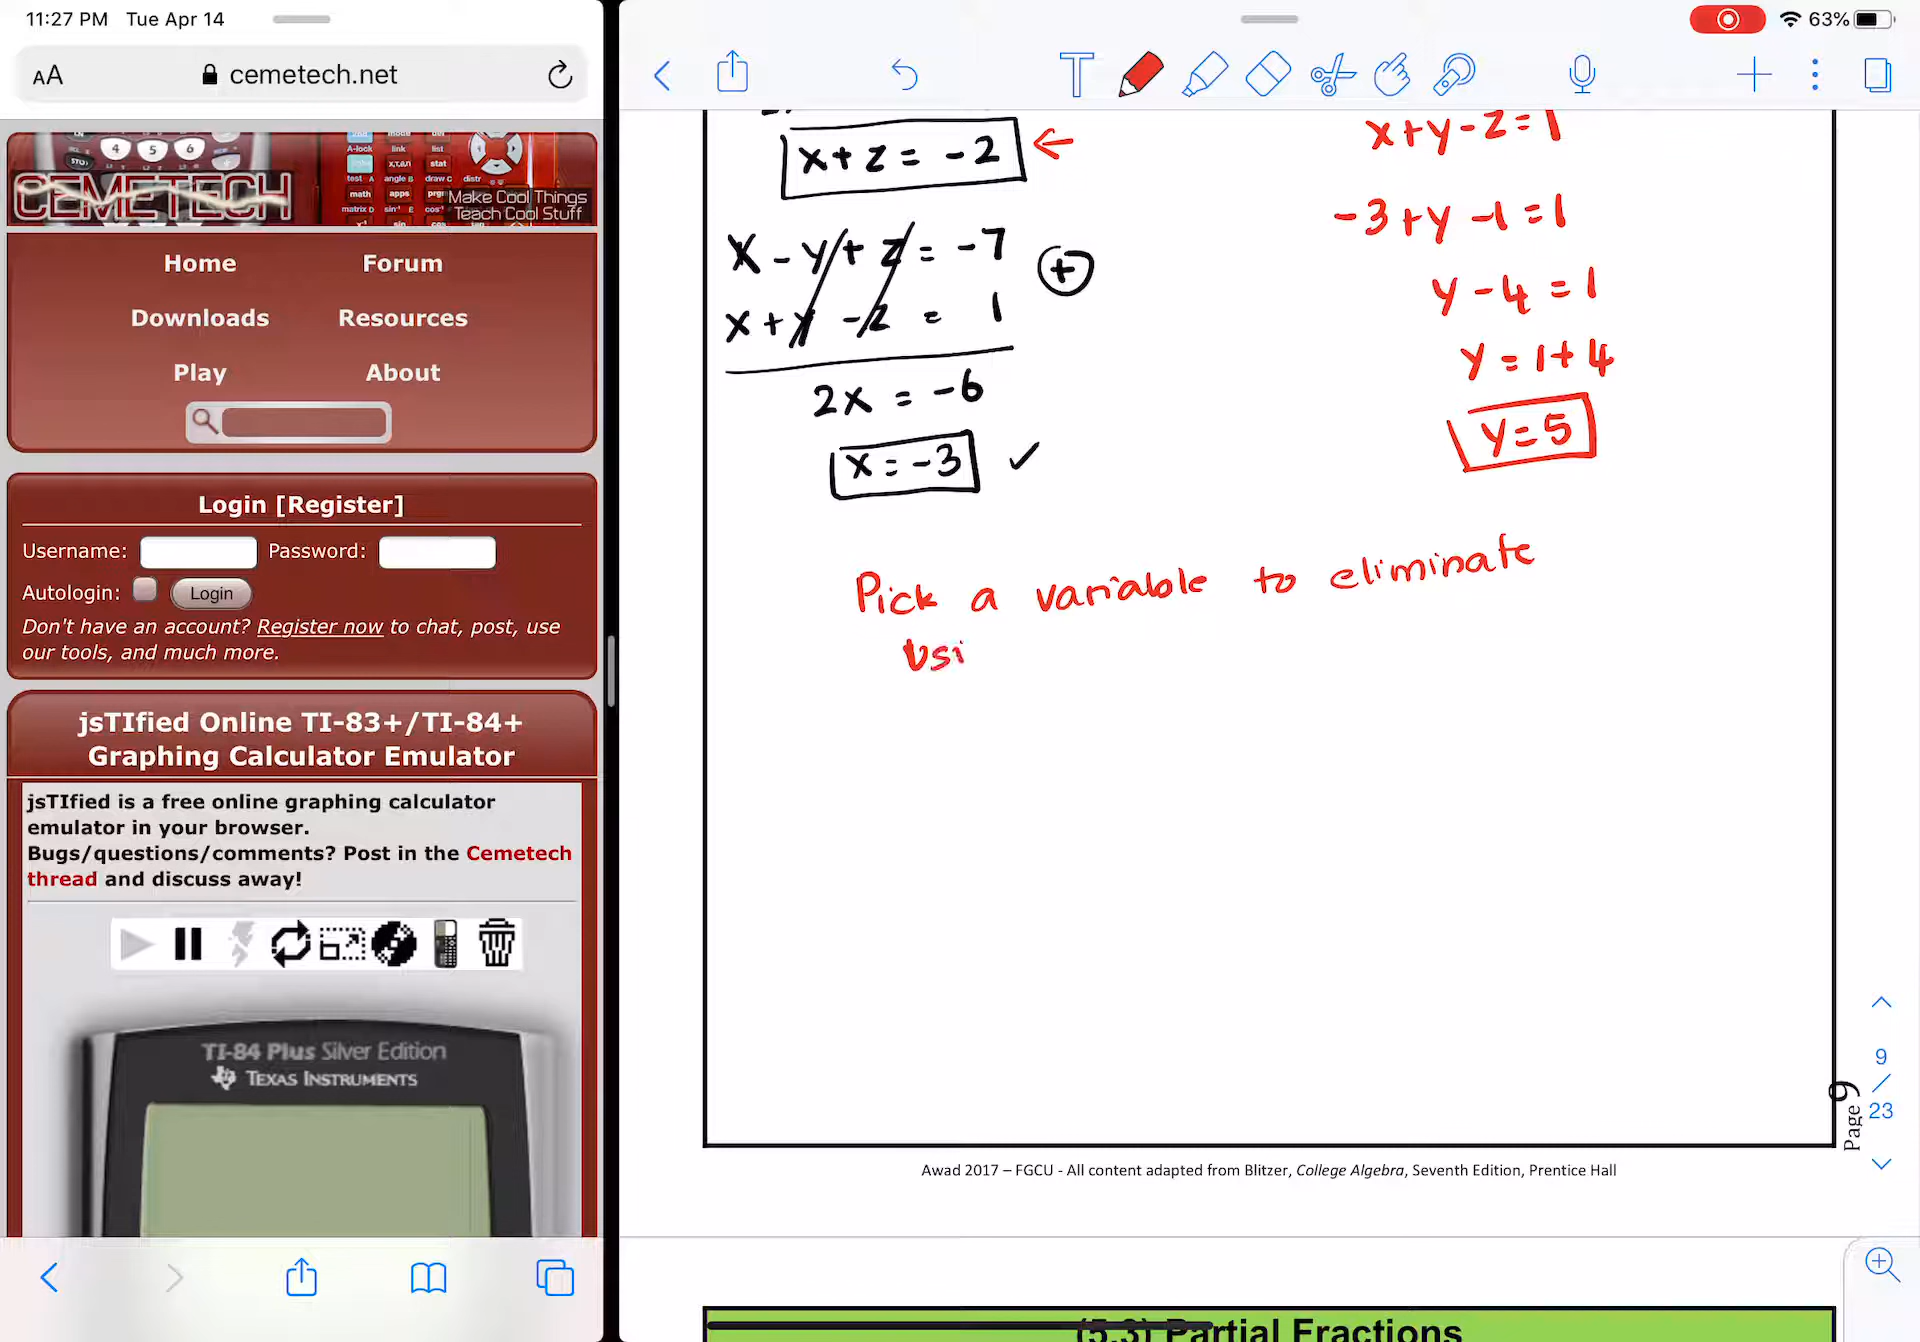 11:27 PM Tue Apr 14
63%
AA cemetech.net
CEMETECH
Make Cool Things
Teach Cool Stuff
Home Forum
Downloads Resources
Play About
Login [Register]
Username: Password:
Autologin: Login
Don't have an account? Register now to chat, post, use
our tools, and much more.
jsTIfied Online TI-83+/TI-84+
Graphing Calculator Emulator
jsTIfied is a free online graphing calculator
emulator in your browser.
Bugs/questions/comments? Post in the Cemetech
thread and discuss away!
TI-84 Plus Silver Edition
TEXAS INSTRUMENTS
x+z = -2
x - y + z = -7
x + y - z = 1
2x = -6
x = -3 ✓
x+y-z=1
-3+y-1=1
y-4=1
y=1+4
y=5
Pick a variable to eliminate
Usi
Page 9
9
/
23
Awad 2017 – FGCU - All content adapted from Blitzer, College Algebra, Seventh Edition, Prentice Hall
(5.3) Partial Fractions